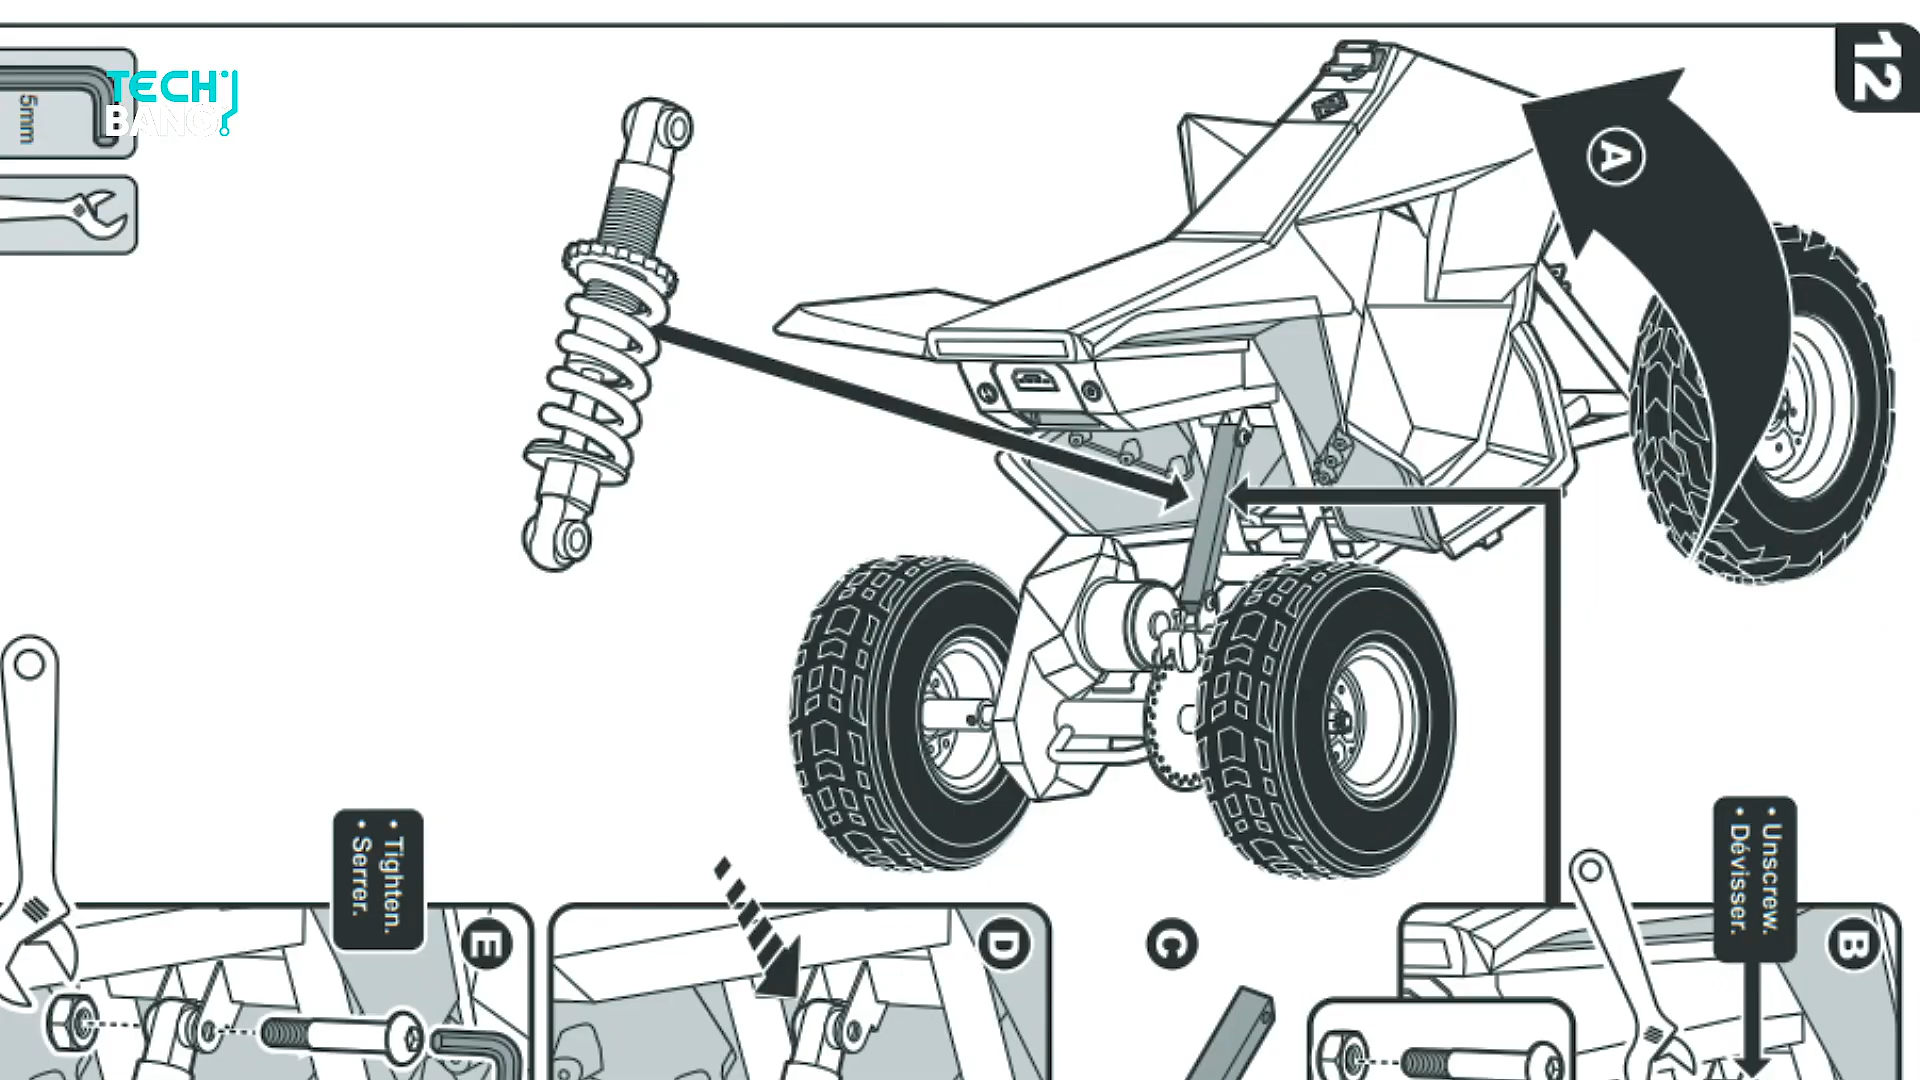 12
5mm
TECH
BANG!
A
• Unscrew.
• Dévisser.
B
C
D
• Tighten.
• Serrer.
E